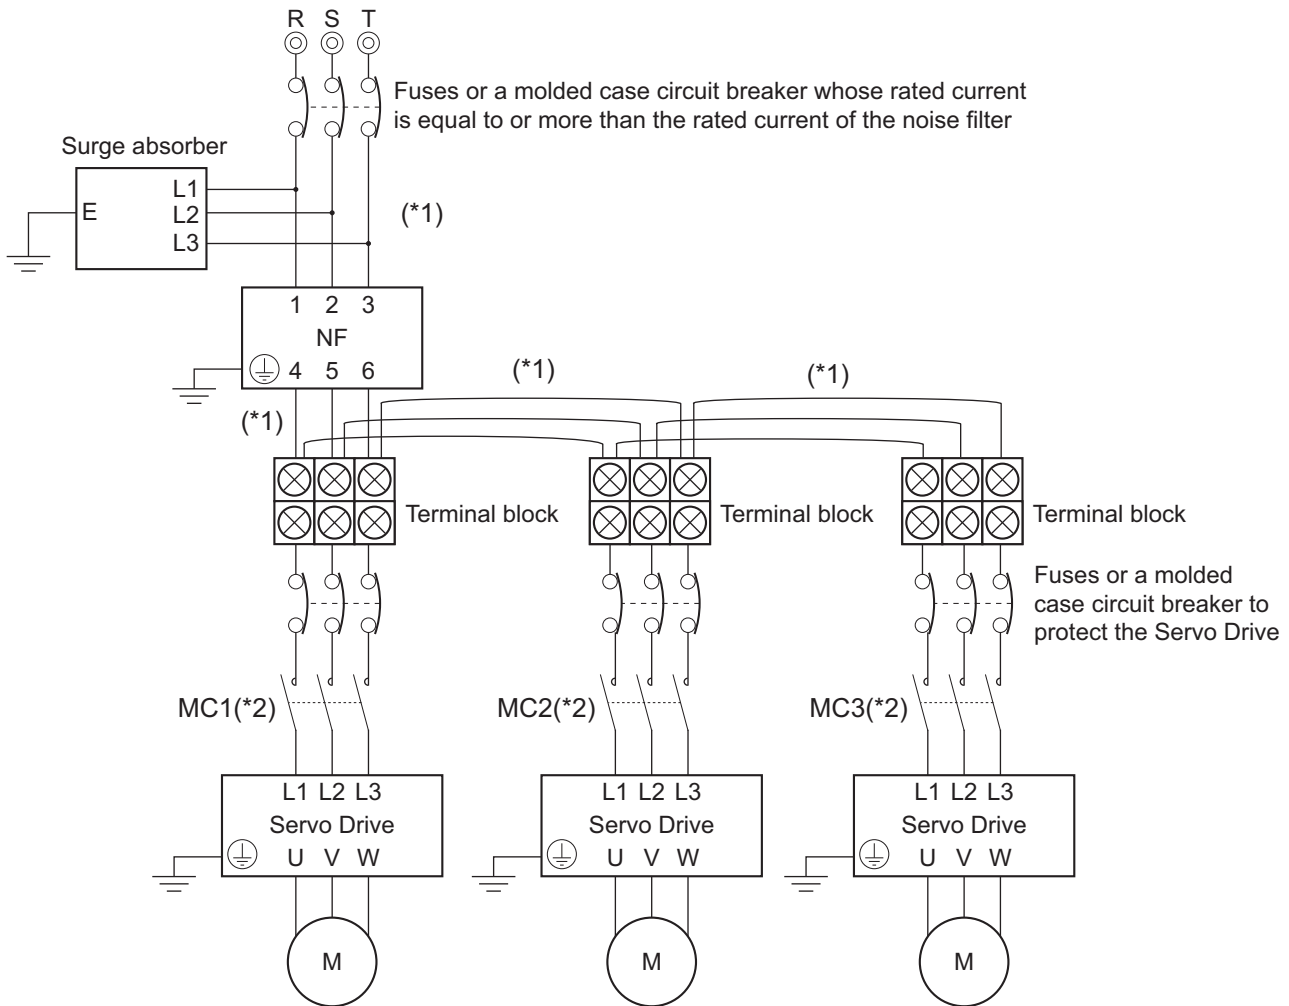 R S T
Fuses or a molded case circuit breaker whose rated current
is equal to or more than the rated current of the noise filter
Surge absorber
L1
E
L2
L3
(*1)
1 2 3
NF
4 5 6
(*1)
(*1)
(*1)
Terminal block
Terminal block
Terminal block
Fuses or a molded
case circuit breaker to
protect the Servo Drive
MC1(*2)
MC2(*2)
MC3(*2)
L1 L2 L3
Servo Drive
U V W
M
L1 L2 L3
Servo Drive
U V W
M
L1 L2 L3
Servo Drive
U V W
M